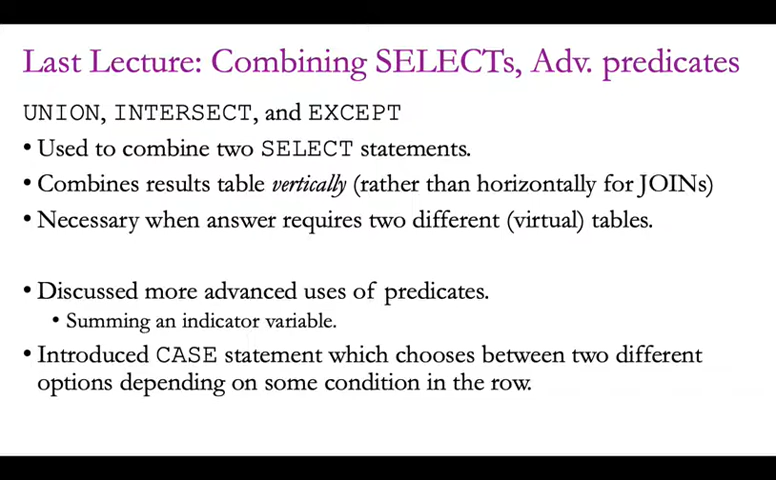 Last Lecture: Combining SELECTs, Adv. predicates
UNION, INTERSECT, and EXCEPT
• Used to combine two SELECT statements.
• Combines results table vertically (rather than horizontally for JOINs)
• Necessary when answer requires two different (virtual) tables.
• Discussed more advanced uses of predicates.
• Summing an indicator variable.
• Introduced CASE statement which chooses between two different
options depending on some condition in the row.